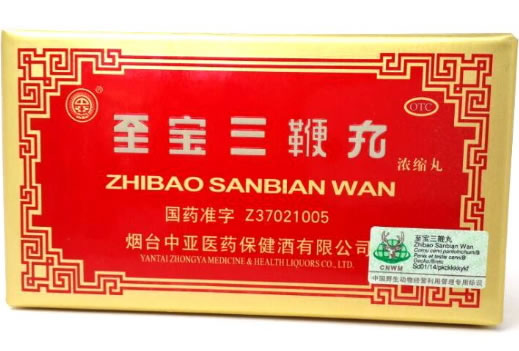 OTC
至宝三鞭丸
浓缩丸
ZHIBAO SANBIAN WAN
国药准字 Z37021005
烟台中亚医药保健酒有限公司
YANTAI ZHONGYA MEDICINE & HEALTH LIQUORS CO., LTD.
至宝三鞭丸
Zhibao Sanbian Wan
CNWM
中国野生动物经营利用管理专用标识